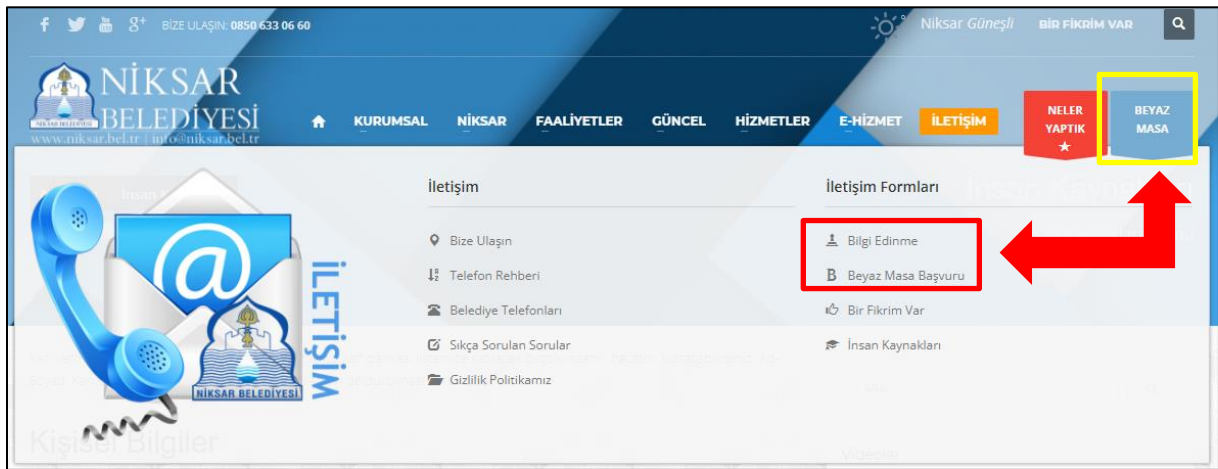 BİZE ULAŞIN: 0850 633 06 60
Niksar Güneşli
BİR FİKRİM VAR
NİKSAR
BELEDİYESİ
www.niksar.bel.tr | info@niksar.bel.tr
KURUMSAL
NİKSAR
FAALİYETLER
GÜNCEL
HİZMETLER
E-HİZMET
İLETİŞİM
NELER
YAPTIK
BEYAZ
MASA
İLETİŞİM
NİKSAR BELEDİYESİ
İletişim
Bize Ulaşın
Telefon Rehberi
Belediye Telefonları
Sıkça Sorulan Sorular
Gizlilik Politikamız
İletişim Formları
Bilgi Edinme
Beyaz Masa Başvuru
Bir Fikrim Var
İnsan Kaynakları
Kişisel Bilgiler